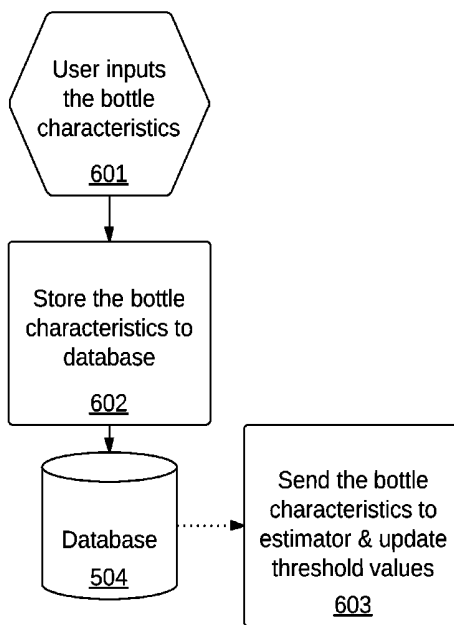 User inputs
the bottle
characteristics
601
Store the bottle
characteristics to
database
602
Database
504
Send the bottle
characteristics to
estimator & update
threshold values
603